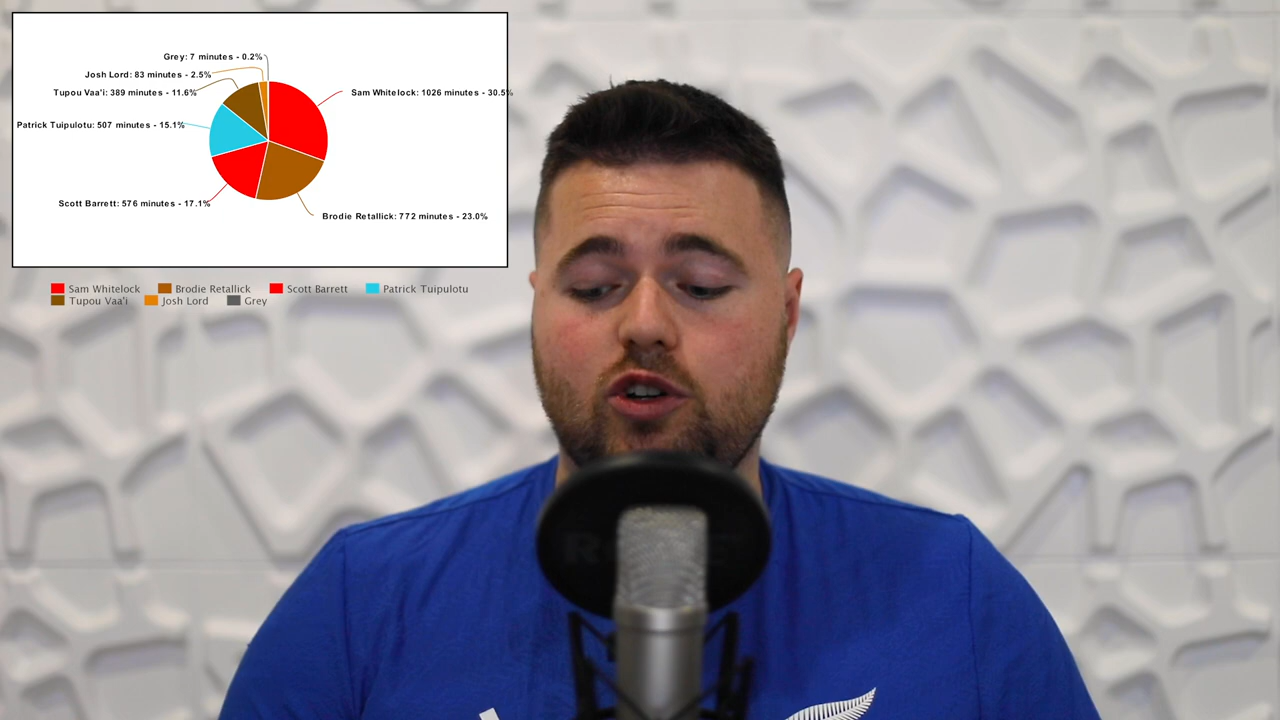 Grey: 7 minutes - 0.2%
Josh Lord: 83 minutes - 2.5%
Tupou Vaa'i: 389 minutes - 11.6%
Sam Whitelock: 1026 minutes - 30.5%
Patrick Tuipulotu: 507 minutes - 15.1%
Scott Barrett: 576 minutes - 17.1%
Brodie Retallick: 772 minutes - 23.0%
Sam Whitelock Brodie Retallick Scott Barrett Patrick Tuipulotu
Tupou Vaa'i Josh Lord Grey